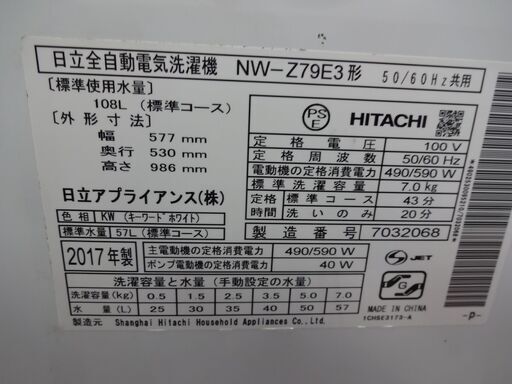 日立全自動電気洗濯機 NW-Z79E3形 50/60Hz共用
〔標準使用水量〕
108L (標準コース)
〔外形寸法〕
幅 577 mm
奥行 530 mm
高さ 986 mm
日立アプライアンス(株)
色相 KW (キーワードホワイト)
標準水量 57L (標準コース)
PSE HITACHI
定格電圧 100 V
定格周波数 50/60 Hz
電動機の定格消費電力 490/590 W
標準洗濯容量 7.0 kg
定格 標準コース 43分
時間 洗いのみ 20分
製造番号 7032068
2017年製
主電動機の定格消費電力 490/590 W
ポンプ電動機の定格消費電力 40 W
洗濯容量と水量 (手動設定の水量)
洗濯容量(kg) 0.5 1.5 2.5 3.5 5.0 7.0
水量(L) 25 30 35 40 50 57
製造元 Shanghai Hitachi Household Appliances Co.,Ltd.
S JET
G
MADE IN CHINA
1CHSE3173-A
-P-